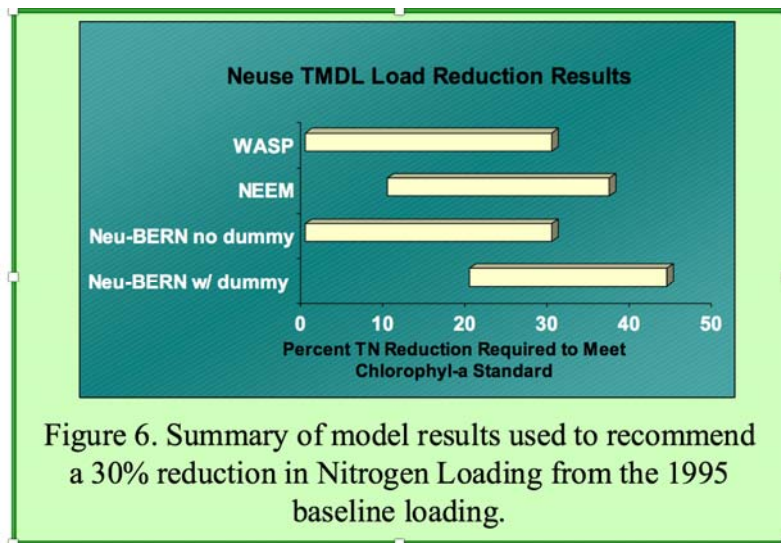 Neuse TMDL Load Reduction Results
WASP
NEEM
Neu-BERN no dummy
Neu-BERN w/ dummy
0 10 20 30 40 50
Percent TN Reduction Required to Meet
Chlorophyl-a Standard
Figure 6. Summary of model results used to recommend
a 30% reduction in Nitrogen Loading from the 1995
baseline loading.